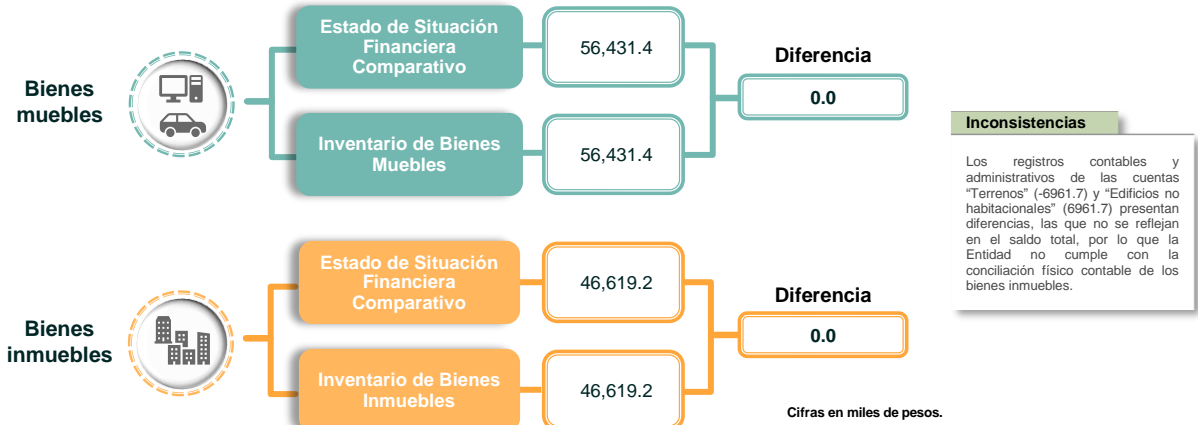 Bienes
muebles
Estado de Situación
Financiera
Comparativo
56,431.4
Inventario de Bienes
Muebles
56,431.4
Diferencia
0.0
Bienes
inmuebles
Estado de Situación
Financiera
Comparativo
46,619.2
Inventario de Bienes
Inmuebles
46,619.2
Diferencia
0.0
Inconsistencias
Los registros contables y
administrativos de las cuentas
“Terrenos” (-6961.7) y “Edificios no
habitacionales” (6961.7) presentan
diferencias, las que no se reflejan
en el saldo total, por lo que la
Entidad no cumple con la
conciliación físico contable de los
bienes inmuebles.
Cifras en miles de pesos.